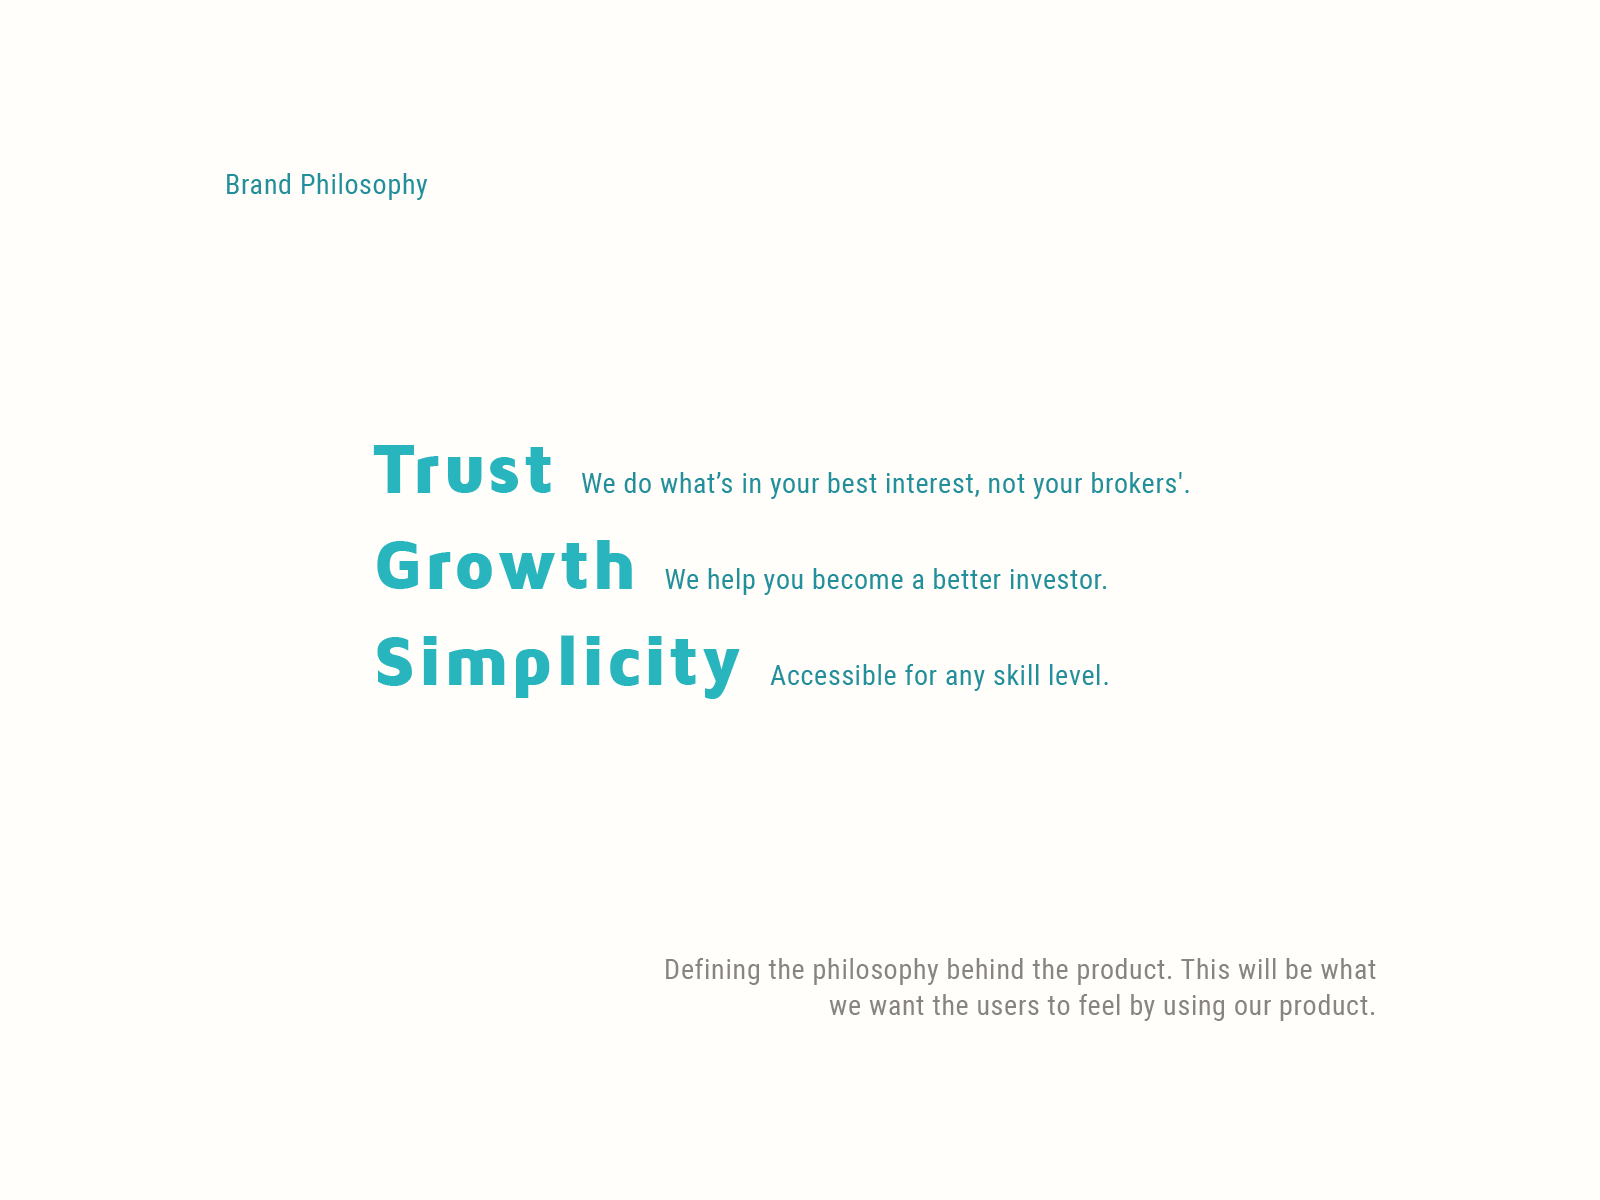 Brand Philosophy
Trust We do what’s in your best interest, not your brokers'.
Growth We help you become a better investor.
Simplicity Accessible for any skill level.
Defining the philosophy behind the product. This will be what
we want the users to feel by using our product.